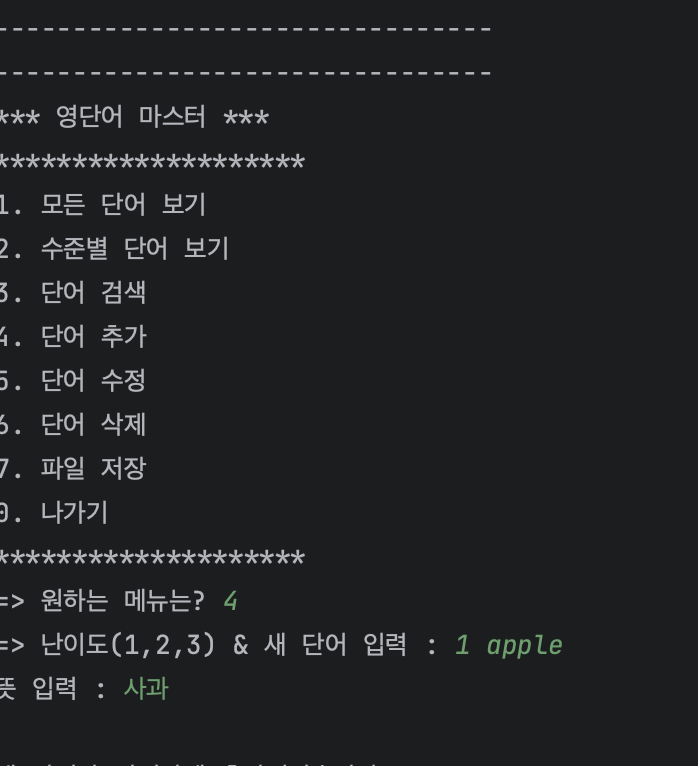 ---------------------------------
---------------------------------
*** 영단어 마스터 ***
*********************
1. 모든 단어 보기
2. 수준별 단어 보기
3. 단어 검색
4. 단어 추가
5. 단어 수정
6. 단어 삭제
7. 파일 저장
0. 나가기
*********************
=> 원하는 메뉴는? 4
=> 난이도(1,2,3) & 새 단어 입력 : 1 apple
뜻 입력 : 사과